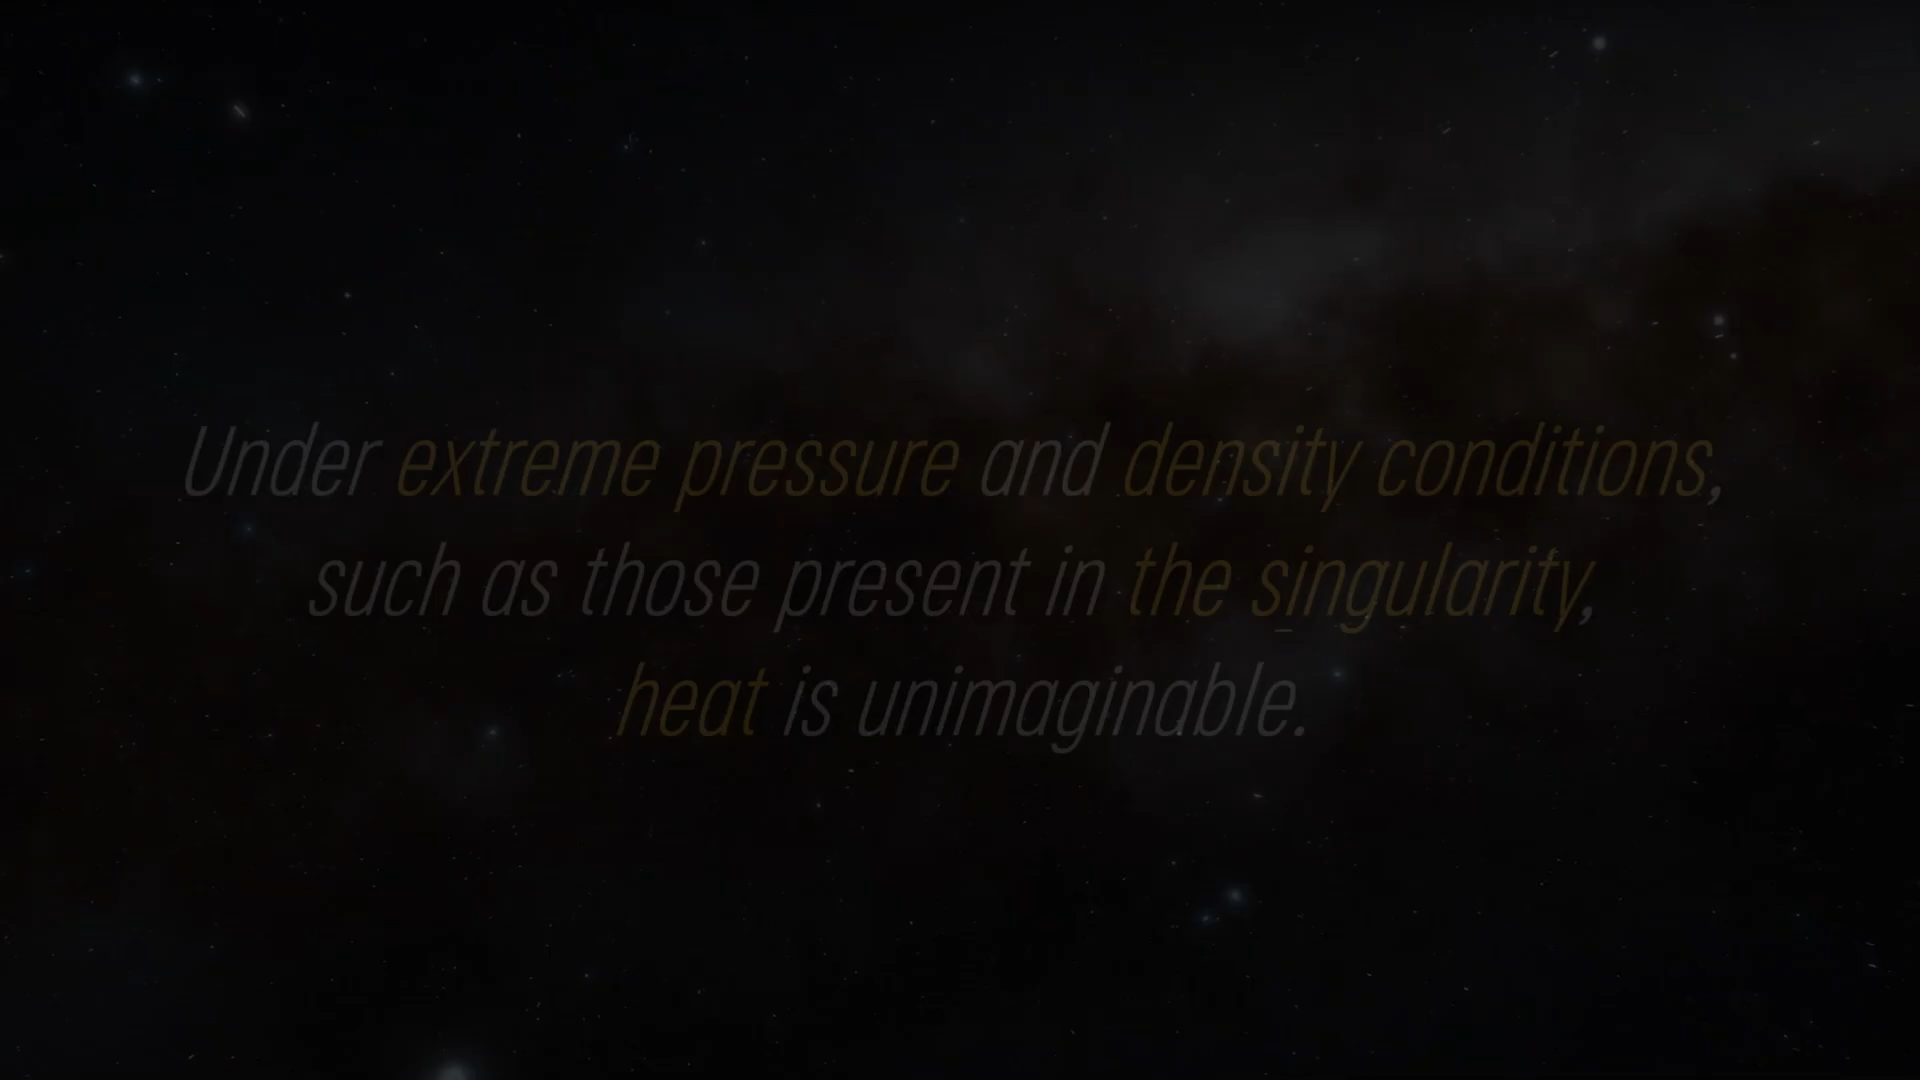 Under extreme pressure and density conditions,
such as those present in the singularity,
heat is unimaginable.